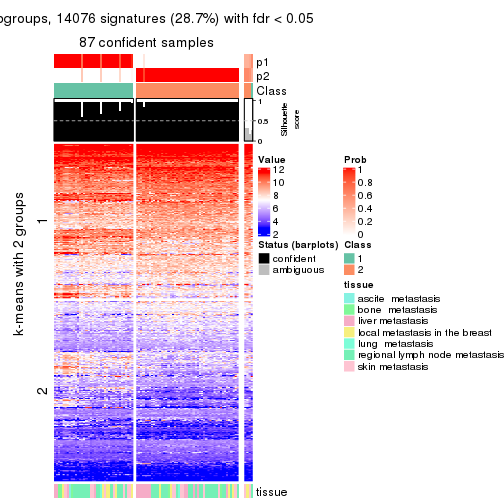 ogroups, 14076 signatures (28.7%) with fdr < 0.05
87 confident samples
p1
p2
Class
1
0.5
0
Silhouette
score
k-means with 2 groups
1
2
Value
12
10
8
6
4
2
Prob
1
0.8
0.6
0.4
0.2
0
Status (barplots)
confident
ambiguous
Class
1
2
tissue
ascite metastasis
bone metastasis
liver metastasis
local metastasis in the breast
lung metastasis
regional lymph node metastasis
skin metastasis
tissue